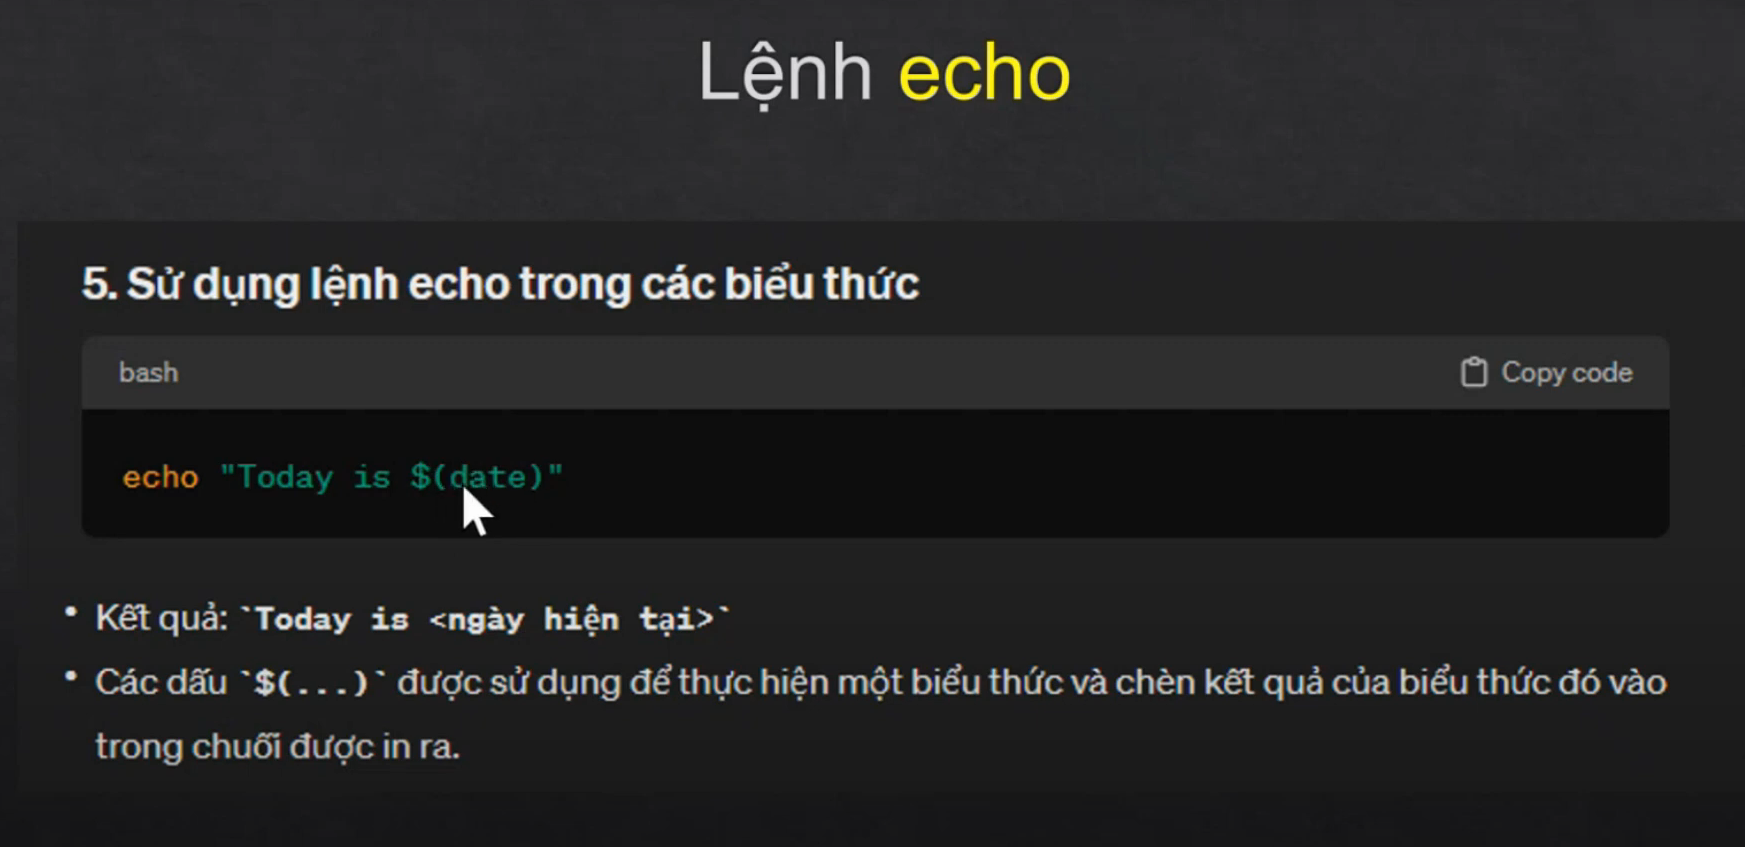 Lệnh echo
5. Sử dụng lệnh echo trong các biểu thức
bash
Copy code
echo "Today is $(date)"
• Kết quả: `Today is <ngày hiện tại>`
• Các dấu `$(...)` được sử dụng để thực hiện một biểu thức và chèn kết quả của biểu thức đó vào
trong chuỗi được in ra.